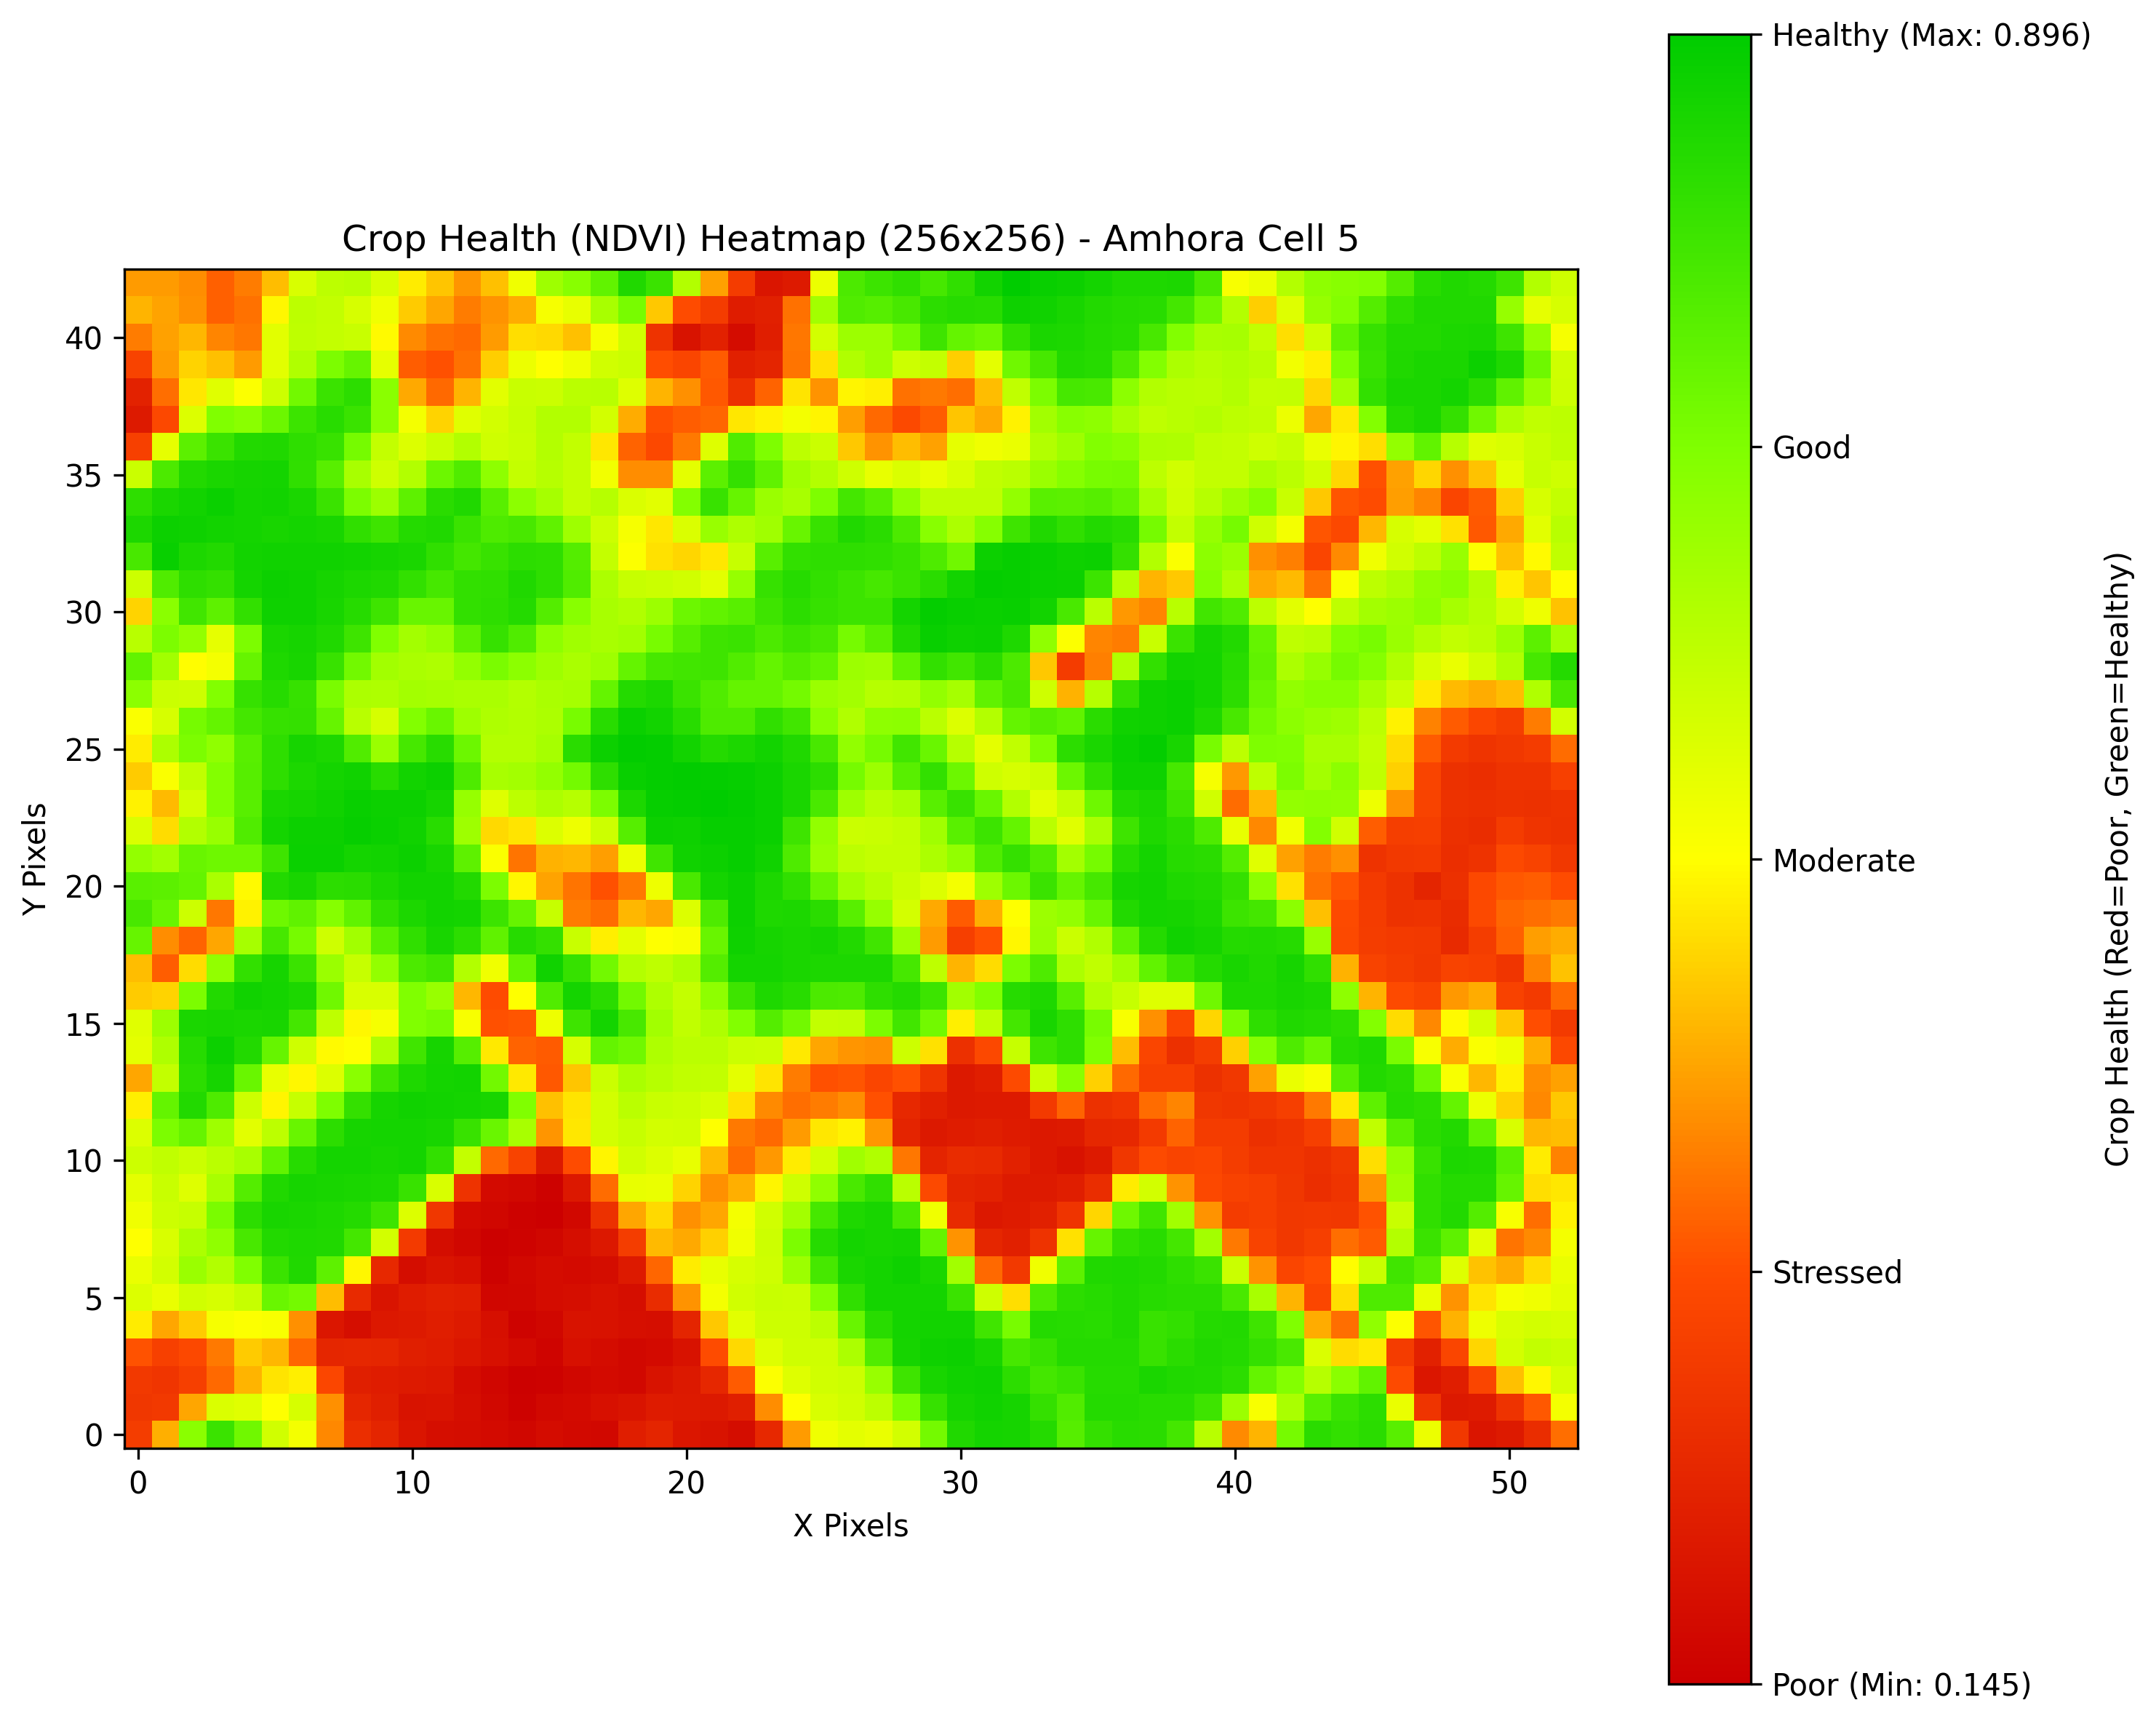 Crop Health (NDVI) Heatmap (256x256) - Amhora Cell 5
Y Pixels
40
35
30
25
20
15
10
5
0
0 10 20 30 40 50
X Pixels
Healthy (Max: 0.896)
Good
Moderate
Stressed
Poor (Min: 0.145)
Crop Health (Red=Poor, Green=Healthy)